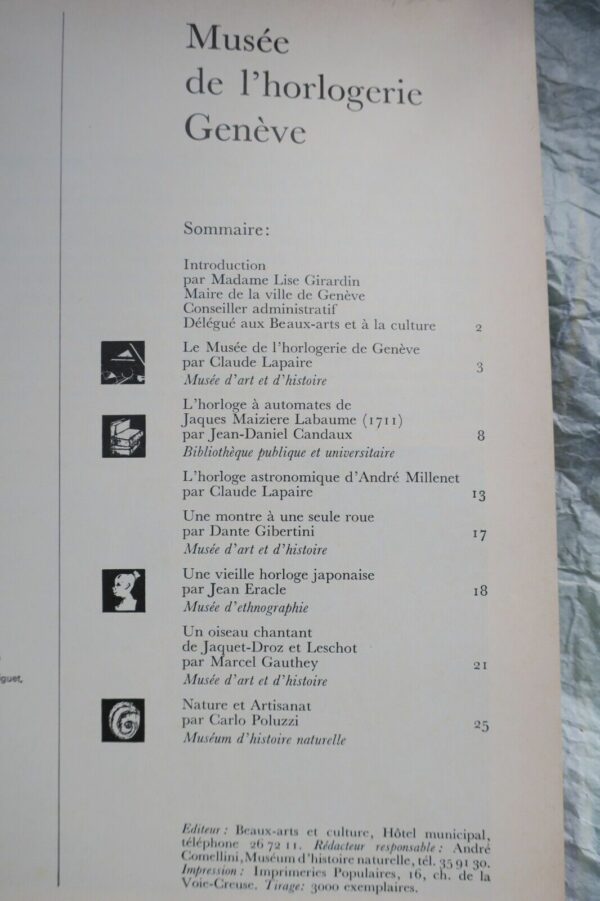 Musée
de l'horlogerie
Genève
Sommaire:
Introduction
par Madame Lise Girardin
Maire de la ville de Genève
Conseiller administratif
Délégué aux Beaux-arts et à la culture 2
Le Musée de l'horlogerie de Genève
par Claude Lapaire 3
Musée d'art et d'histoire
L'horloge à automates de
Jaques Maiziere Labaume (1711)
par Jean-Daniel Candaux 8
Bibliothèque publique et universitaire
L'horloge astronomique d'André Millenet
par Claude Lapaire 13
Une montre à une seule roue
par Dante Gibertini 17
Musée d'art et d'histoire
Une vieille horloge japonaise
par Jean Eracle 18
Musée d'ethnographie
Un oiseau chantant
de Jaquet-Droz et Leschot
par Marcel Gauthey 21
Musée d'art et d'histoire
Nature et Artisanat
par Carlo Poluzzi 25
Muséum d'histoire naturelle
iguet,
Editeur: Beaux-arts et culture, Hôtel municipal,
téléphone 26 72 11. Rédacteur responsable: André
Comellini, Muséum d'histoire naturelle, tél. 35 91 30.
Impression: Imprimeries Populaires, 16, ch. de la
Voie-Creuse. Tirage: 3000 exemplaires.